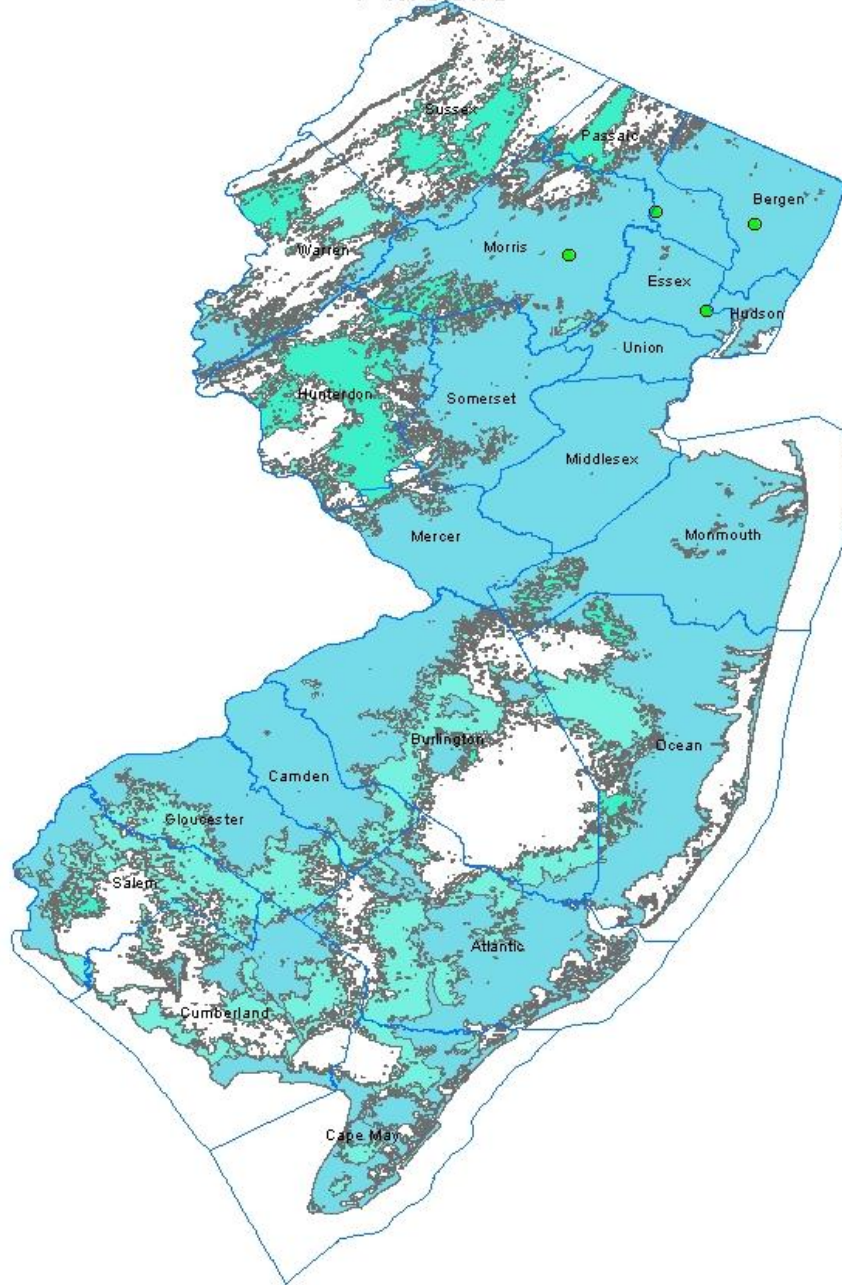 Sussex
Passaic
Bergen
Warren
Morris
Essex
Hudson
Union
Hunterdon
Somerset
Middlesex
Mercer
Monmouth
Burlington
Ocean
Camden
Gloucester
Salem
Atlantic
Cumberland
Cape May